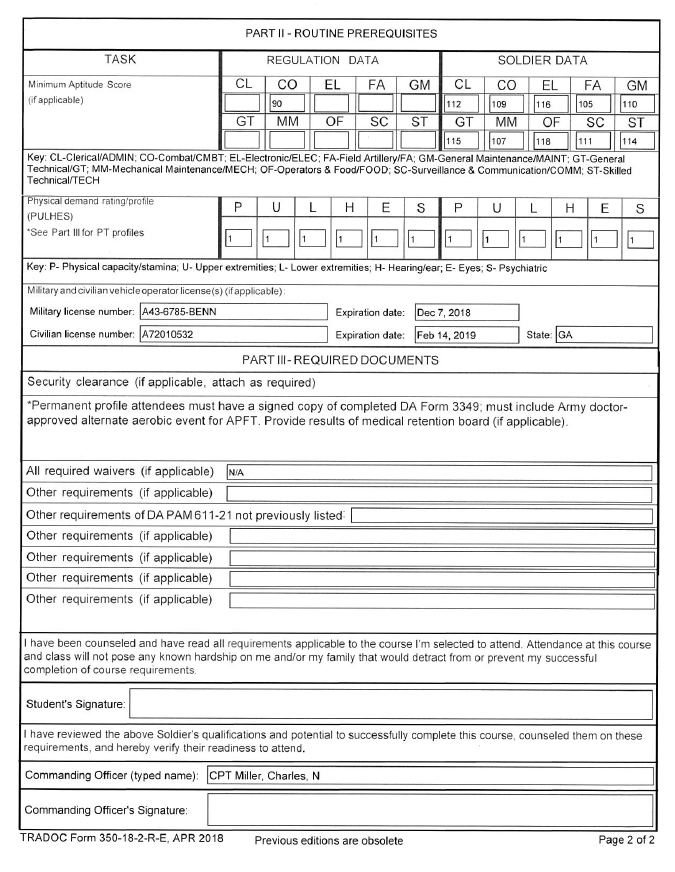 PART II - ROUTINE PREREQUISITES
TASK REGULATION DATA SOLDIER DATA
Minimum Aptitude Score
(if applicable)
CL CO EL FA GM CL CO EL FA GM
90 112 109 116 105 110
GT MM OF SC ST GT MM OF SC ST
115 107 118 111 114
Key: CL-Clerical/ADMIN; CO-Combat/CMBT; EL-Electronic/ELEC; FA-Field Artillery/FA; GM-General Maintenance/MAINT; GT-General
Technical/GT; MM-Mechanical Maintenance/MECH; OF-Operators & Food/FOOD; SC-Surveillance & Communication/COMM; ST-Skilled
Technical/TECH
Physical demand rating/profile
(PULHES)
*See Part III for PT profiles
P U L H E S P U L H E S
1 1 1 1 1 1 1 1 1 1 1 1
Key: P- Physical capacity/stamina; U- Upper extremities; L- Lower extremities; H- Hearing/ear; E- Eyes; S- Psychiatric
Military and civilian vehicle operator license(s) (if applicable):
Military license number: A43-6785-BENN Expiration date: Dec 7, 2018
Civilian license number: A72010532 Expiration date: Feb 14, 2019 State: GA
PART III - REQUIRED DOCUMENTS
Security clearance (if applicable, attach as required)
*Permanent profile attendees must have a signed copy of completed DA Form 3349; must include Army doctor-
approved alternate aerobic event for APFT. Provide results of medical retention board (if applicable).
All required waivers (if applicable) N/A
Other requirements (if applicable)
Other requirements of DA PAM 611-21 not previously listed:
Other requirements (if applicable)
Other requirements (if applicable)
Other requirements (if applicable)
Other requirements (if applicable)
I have been counseled and have read all requirements applicable to the course I'm selected to attend. Attendance at this course
and class will not pose any known hardship on me and/or my family that would detract from or prevent my successful
completion of course requirements.
Student's Signature:
I have reviewed the above Soldier's qualifications and potential to successfully complete this course, counseled them on these
requirements, and hereby verify their readiness to attend.
Commanding Officer (typed name): CPT Miller, Charles, N
Commanding Officer's Signature:
TRADOC Form 350-18-2-R-E, APR 2018 Previous editions are obsolete Page 2 of 2